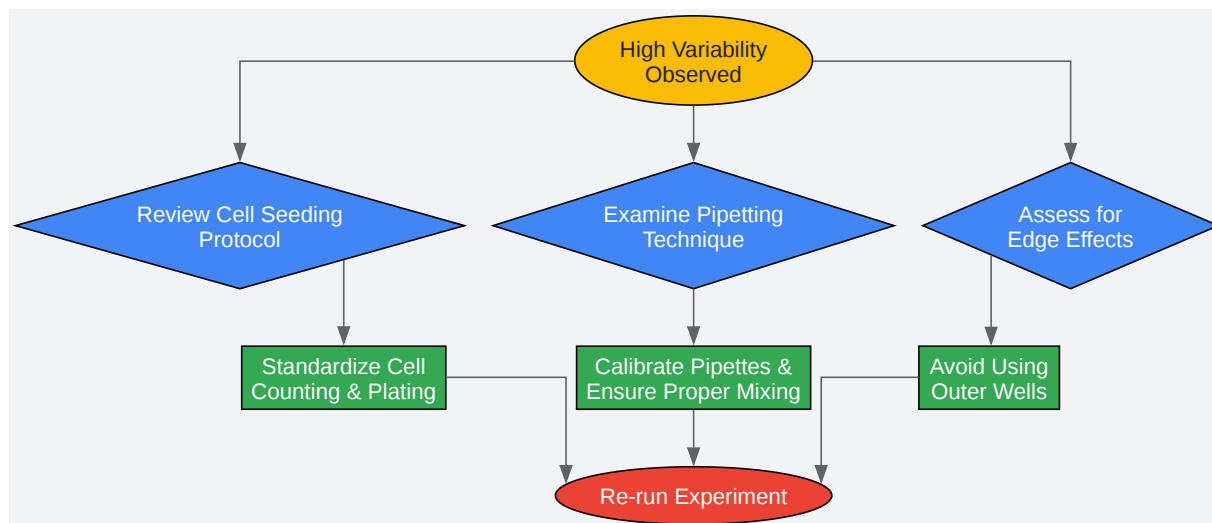 High Variability
Observed
Review Cell Seeding
Protocol
Examine Pipetting
Technique
Assess for
Edge Effects
Standardize Cell
Counting & Plating
Calibrate Pipettes &
Ensure Proper Mixing
Avoid Using
Outer Wells
Re-run Experiment